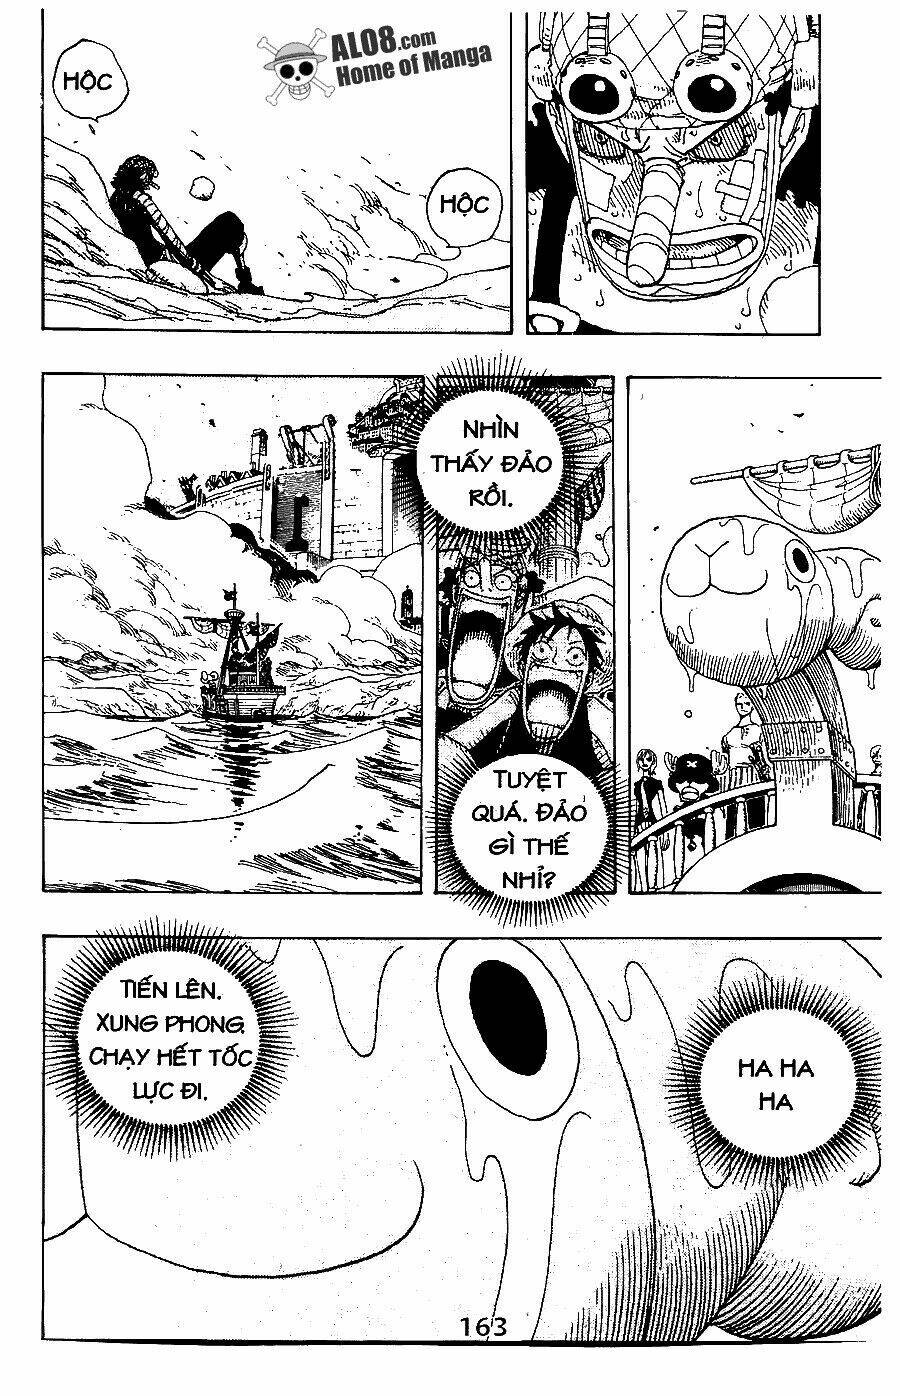 AL08.com
Home of Manga
HỘC
HỘC
NHÌN
THẤY ĐẢO
RỒI.
TUYỆT
QUÁ. ĐẢO
GÌ THẾ
NHỈ?
TIẾN LÊN.
XUNG PHONG.
CHẠY HẾT TỐC
LỰC ĐI.
HA HA
HA
163